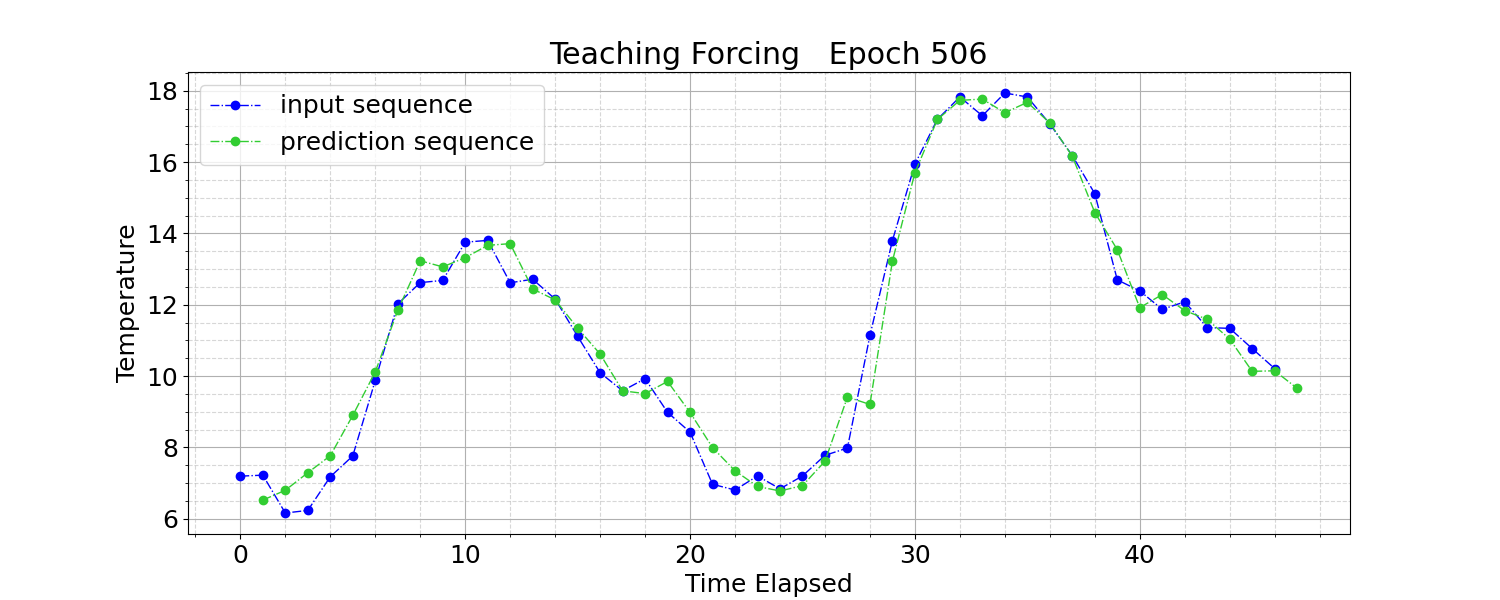 Teaching Forcing   Epoch 506
input sequence
prediction sequence
Temperature
18
16
14
12
10
8
6
0 10 20 30 40
Time Elapsed